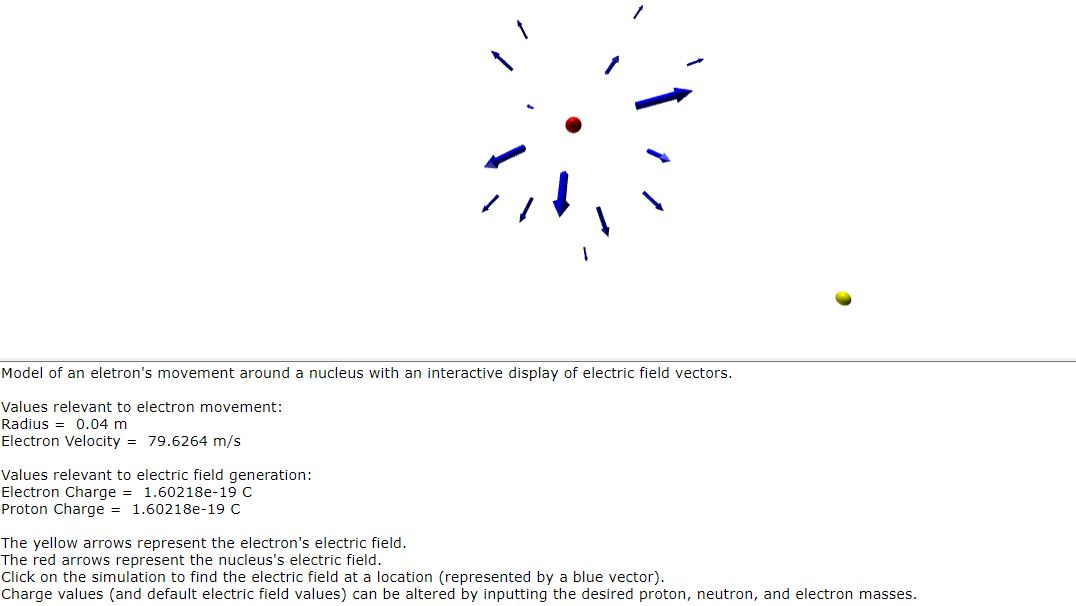 Model of an eletron's movement around a nucleus with an interactive display of electric field vectors.
Values relevant to electron movement:
Radius =  0.04 m
Electron Velocity =  79.6264 m/s
Values relevant to electric field generation:
Electron Charge =  1.60218e-19 C
Proton Charge =  1.60218e-19 C
The yellow arrows represent the electron's electric field.
The red arrows represent the nucleus's electric field.
Click on the simulation to find the electric field at a location (represented by a blue vector).
Charge values (and default electric field values) can be altered by inputting the desired proton, neutron, and electron masses.